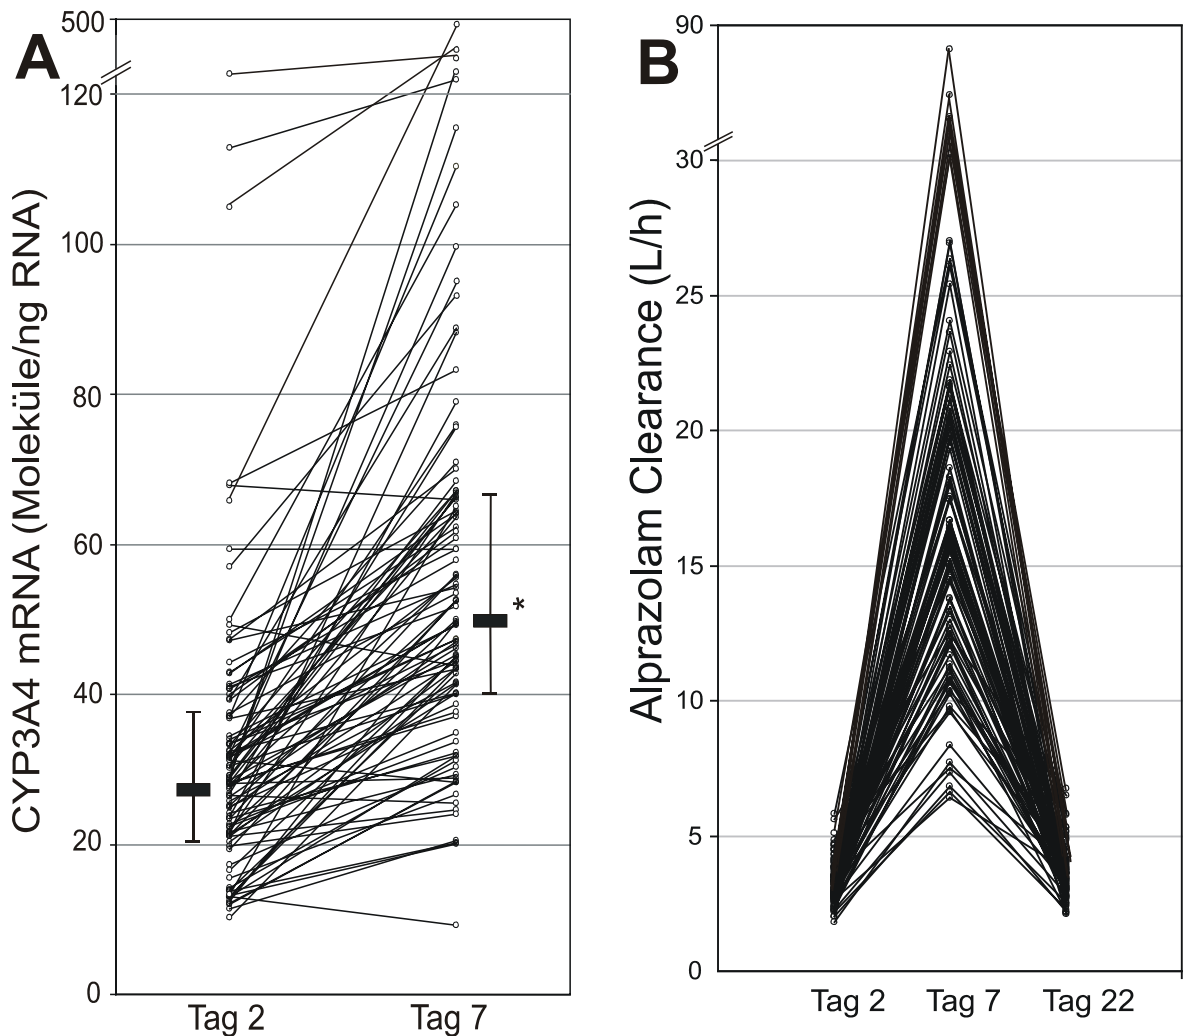 A
500
120
100
80
60
40
20
0
CYP3A4 mRNA (Moleküle/ng RNA)
*
Tag 2
Tag 7
B
90
30
25
20
15
10
5
0
Alprazolam Clearance (L/h)
Tag 2
Tag 7
Tag 22